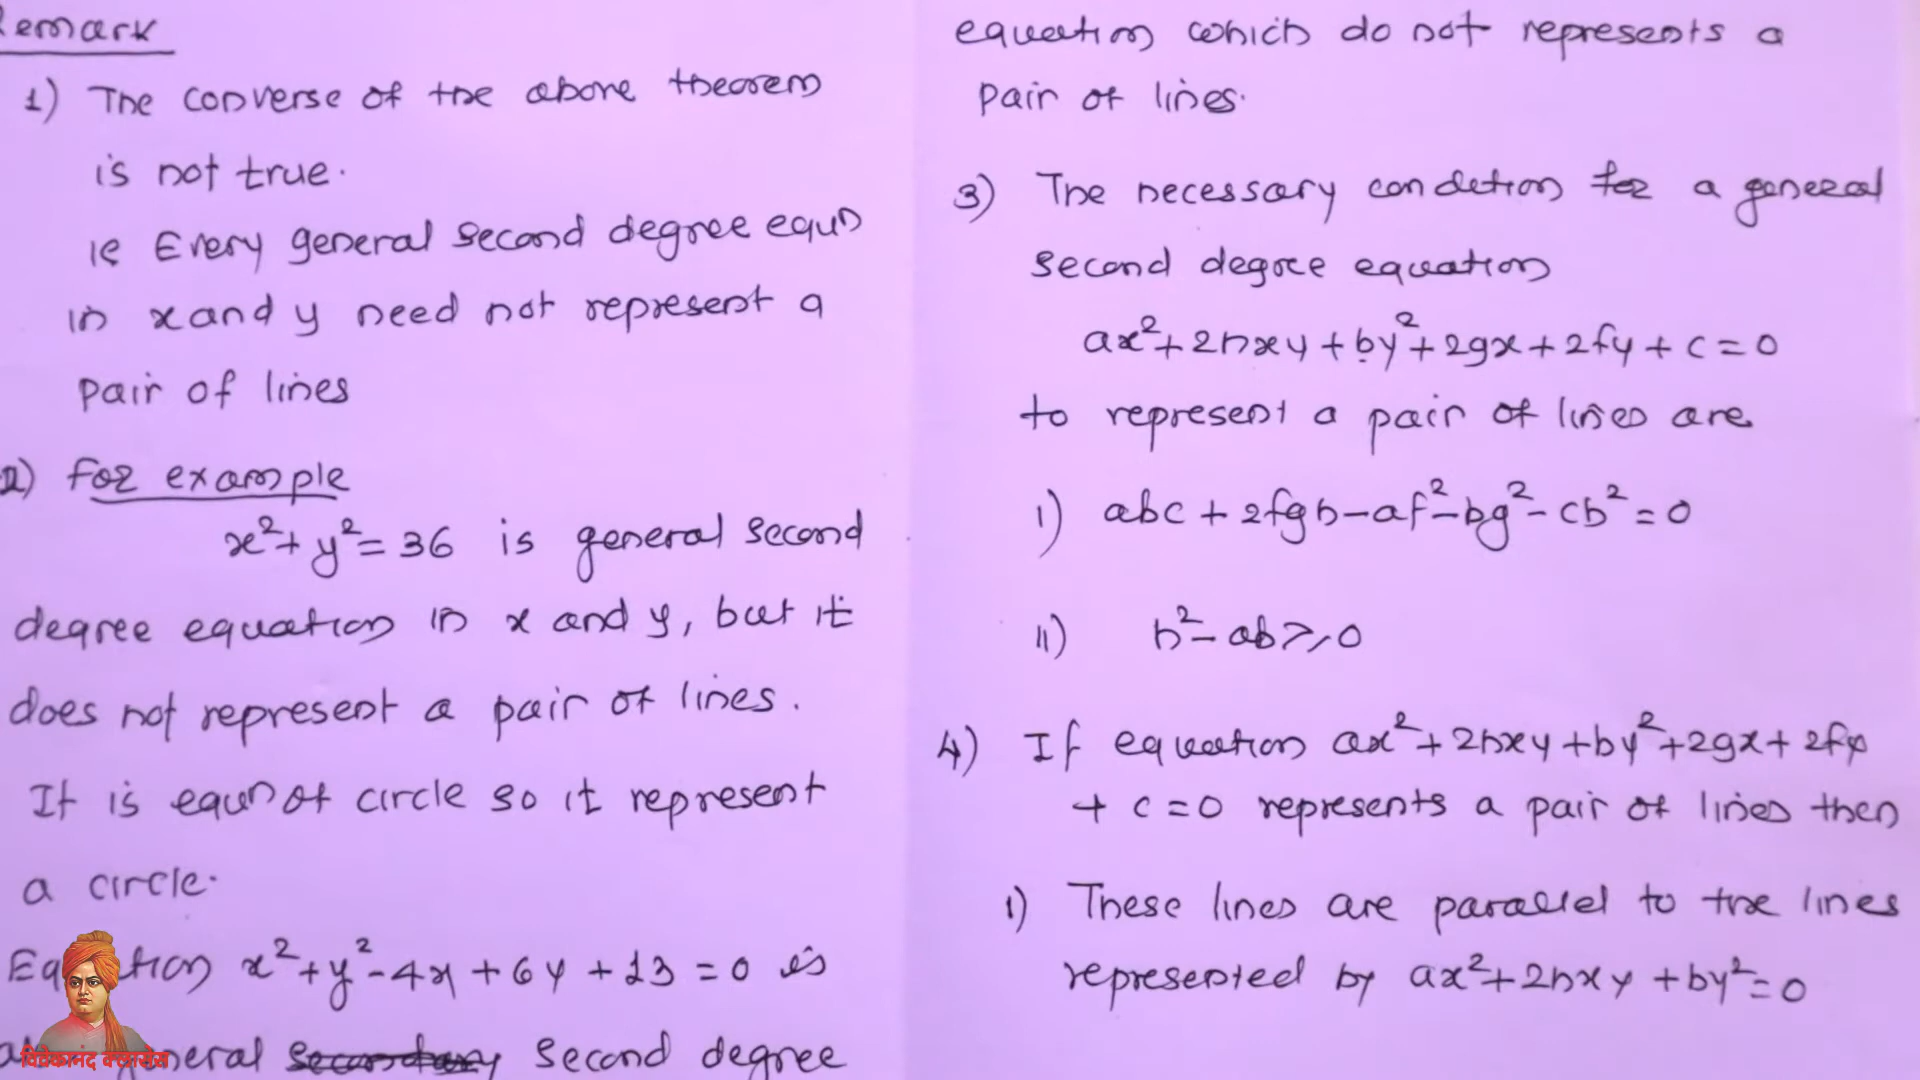 Remark
1) The converse of the above theorem
is not true.
ie Every general second degree equn
in x and y need not represent a
pair of lines
2) For example
x²+y²=36 is general second
degree equation in x and y, but it
does not represent a pair of lines.
It is equn of circle so it represent
a circle.
Equation x²+y²-4x+6y+13=0 is
general secondary second degree
equation which do not represents a
pair of lines.
3) The necessary condetion for a general
second degree equation
ax²+2hxy+by²+2gx+2fy+c=0
to represent a pair of lines are
i) abc+2fgh-af²-bg²-ch²=0
ii) h²-ab≥0
4) If equation ax²+2hxy+by²+2gx+2fy
+c=0 represents a pair of lines then
i) These lines are parallel to the lines
represented by ax²+2hxy+by²=0
विवेकानंद क्लासेस